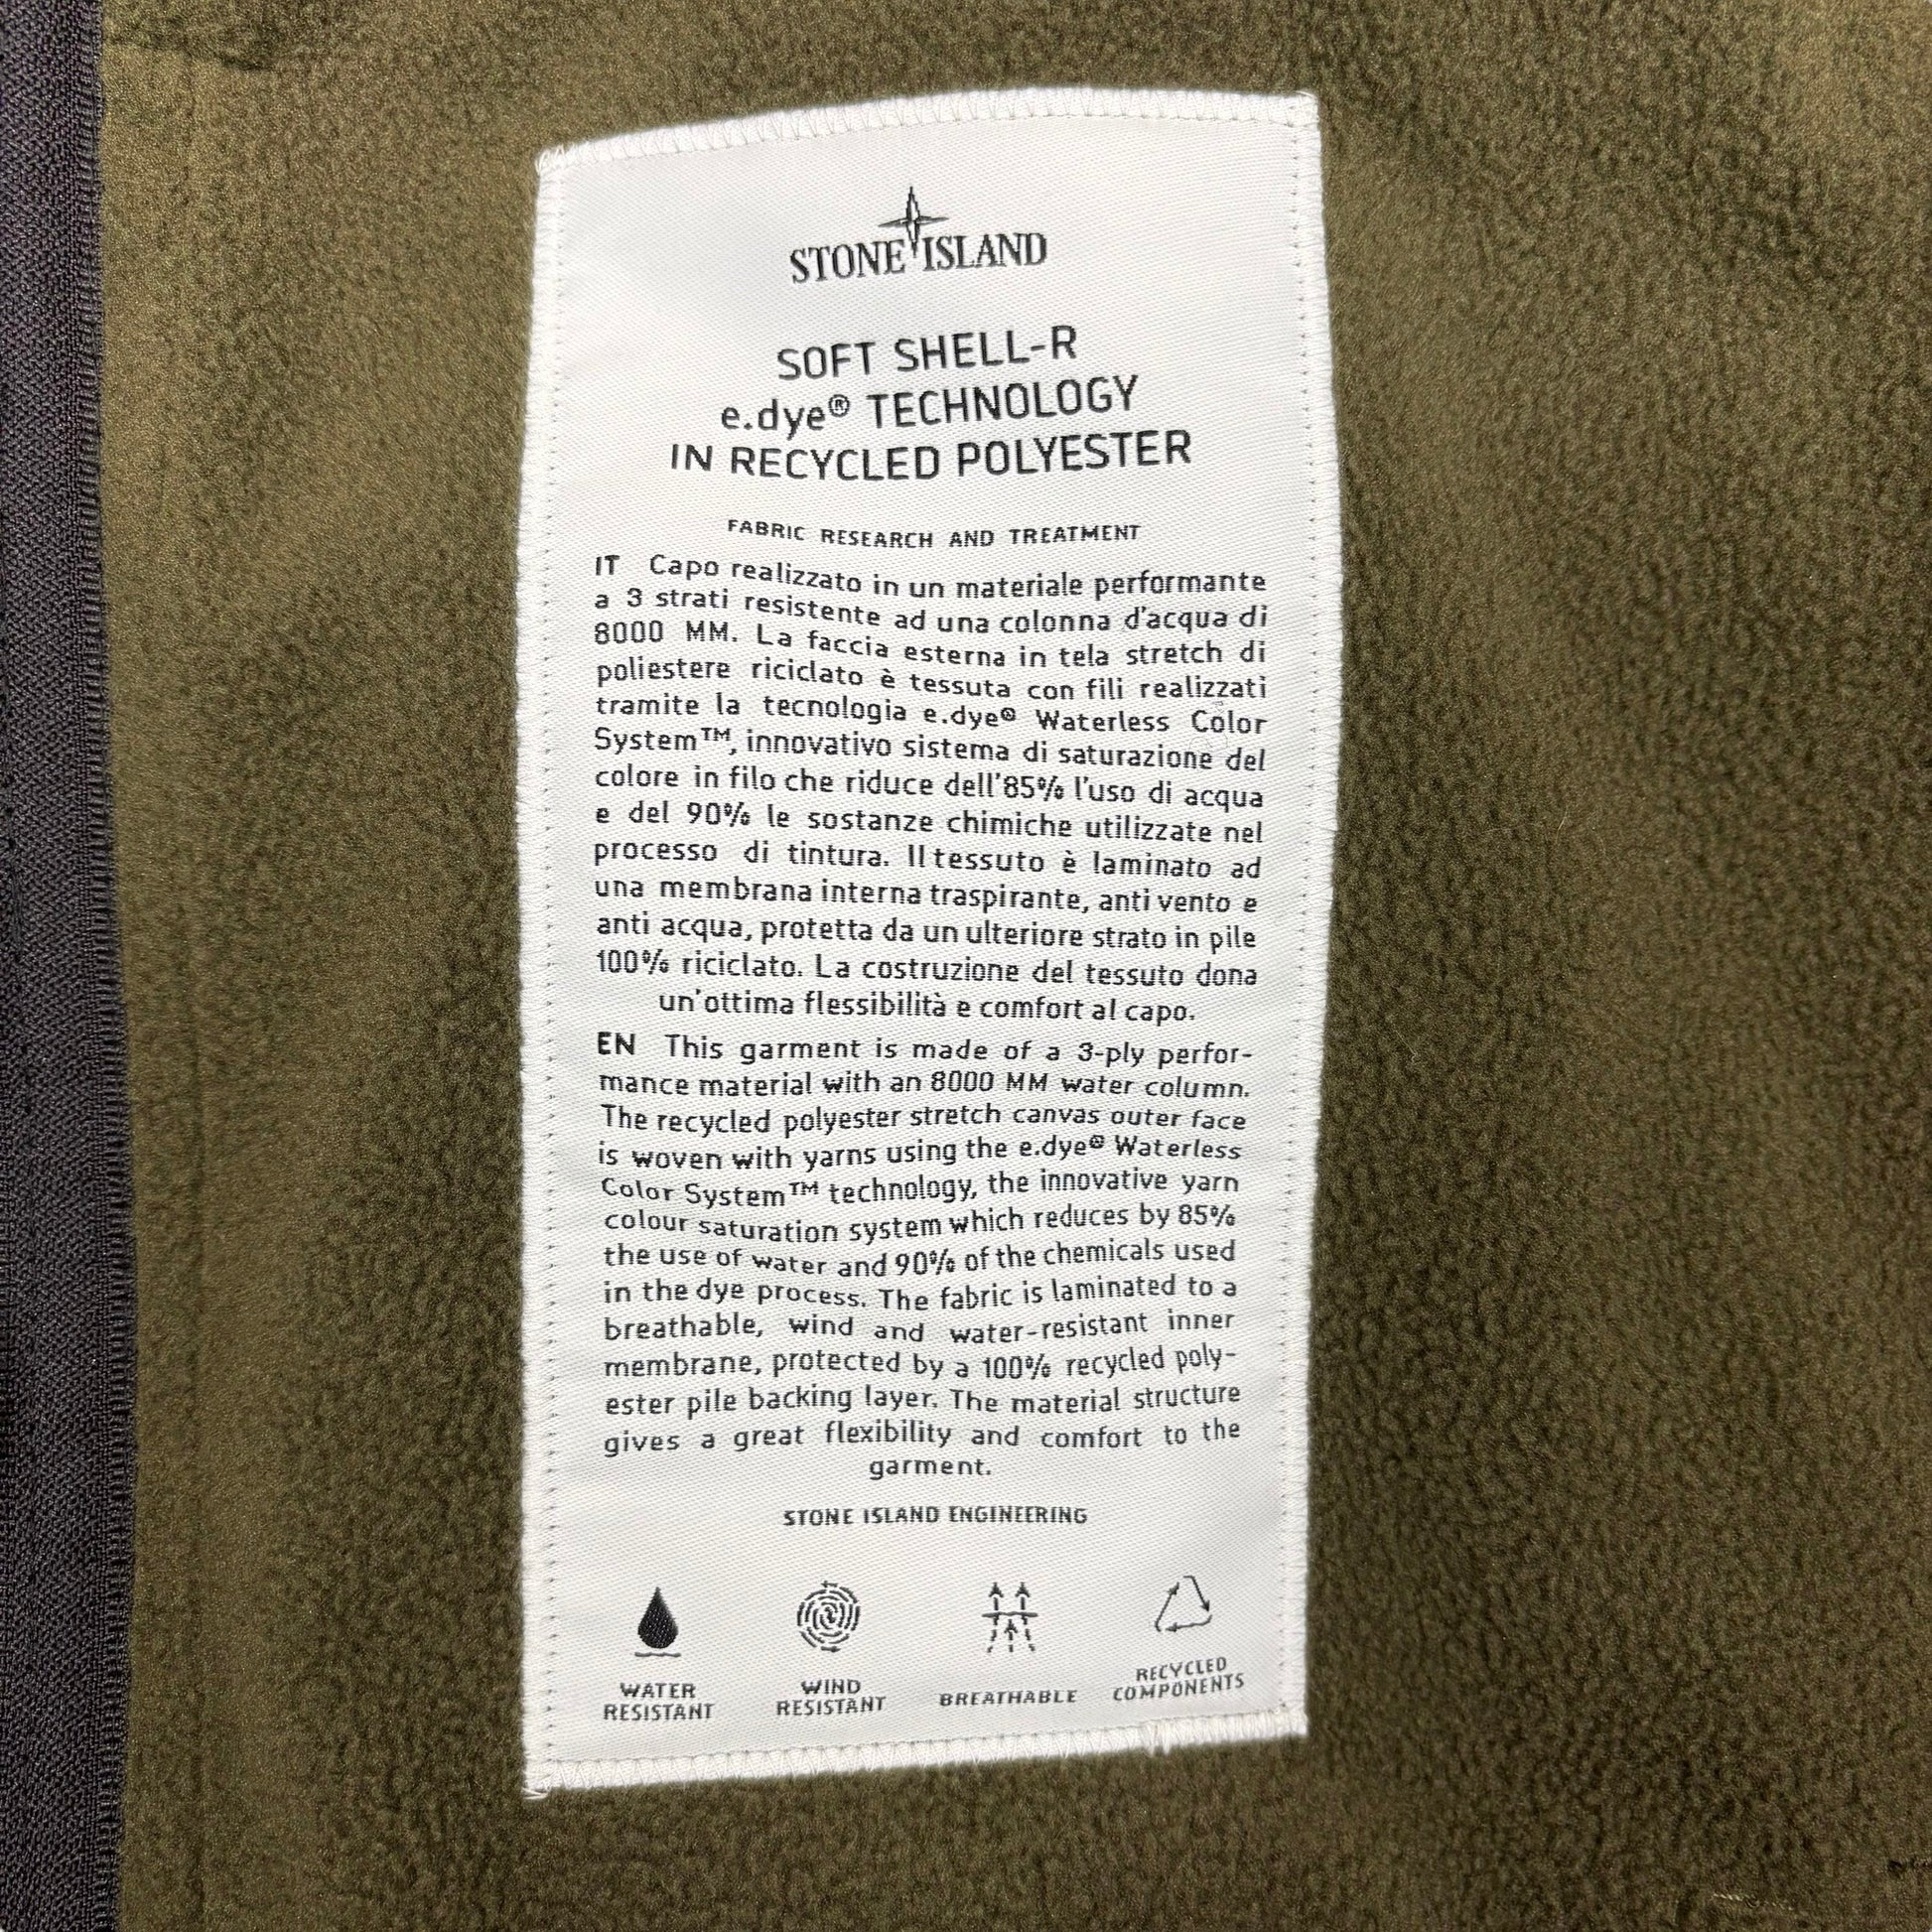 STONE ISLAND
SOFT SHELL-R
e.dye® TECHNOLOGY
IN RECYCLED POLYESTER
FABRIC RESEARCH AND TREATMENT
IT Capo realizzato in un materiale performante
a 3 strati resistente ad una colonna d'acqua di
8000 MM. La faccia esterna in tela stretch di
poliestere riciclato è tessuta con fili realizzati
tramite la tecnologia e.dye® Waterless Color
System™, innovativo sistema di saturazione del
colore in filo che riduce dell'85% l'uso di acqua
e del 90% le sostanze chimiche utilizzate nel
processo di tintura. Il tessuto è laminato ad
una membrana interna traspirante, anti vento e
anti acqua, protetta da un ulteriore strato in pile
100% riciclato. La costruzione del tessuto dona
un'ottima flessibilità e comfort al capo.
EN This garment is made of a 3-ply perfor-
mance material with an 8000 MM water column.
The recycled polyester stretch canvas outer face
is woven with yarns using the e.dye® Waterless
Color System™ technology, the innovative yarn
colour saturation system which reduces by 85%
the use of water and 90% of the chemicals used
in the dye process. The fabric is laminated to a
breathable, wind and water-resistant inner
membrane, protected by a 100% recycled poly-
ester pile backing layer. The material structure
gives a great flexibility and comfort to the
garment.
STONE ISLAND ENGINEERING
WATER
RESISTANT
WIND
RESISTANT
BREATHABLE
RECYCLED
COMPONENTS